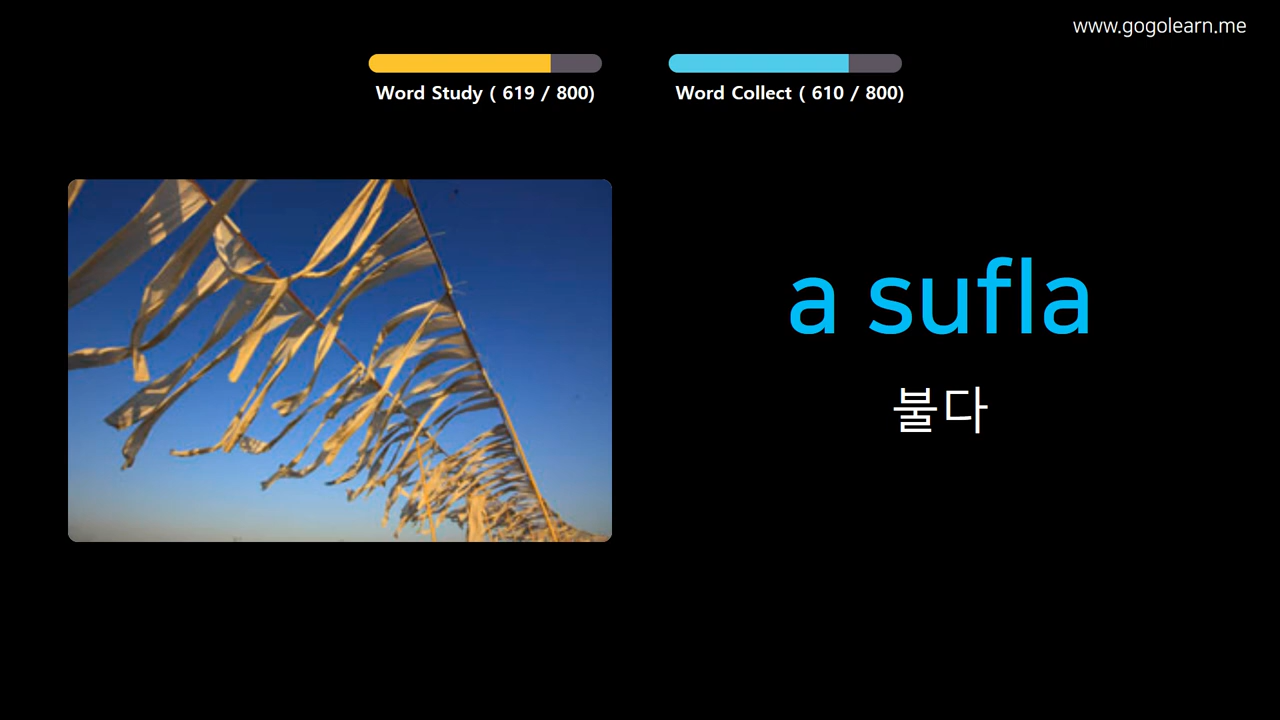 www.gogolearn.me
Word Study ( 619 / 800)
Word Collect ( 610 / 800)
a sufla
불다